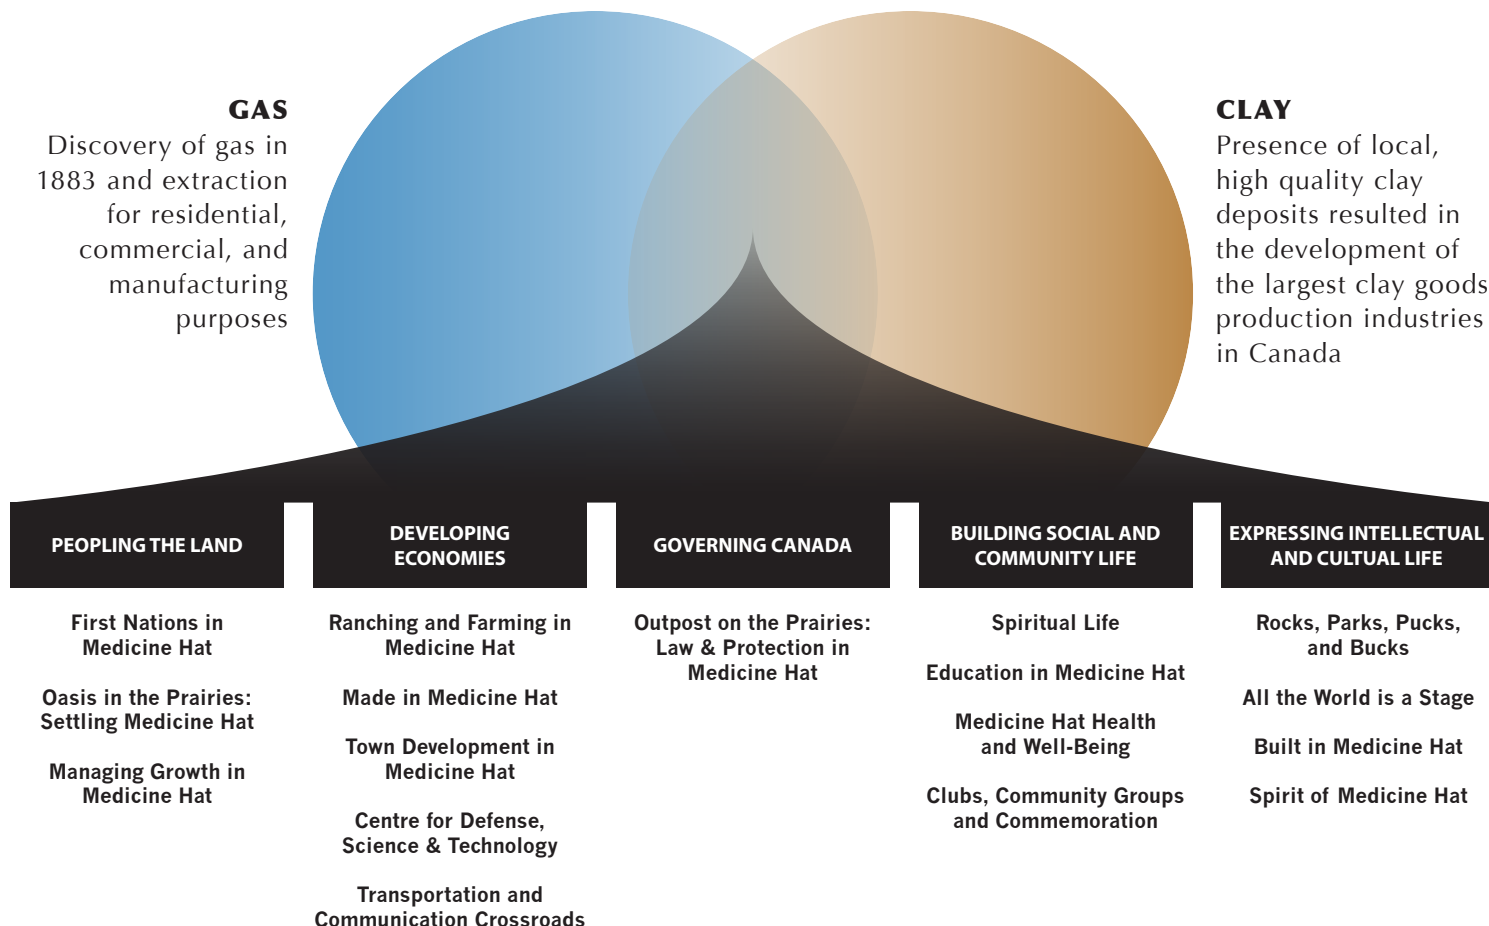 GAS
Discovery of gas in
1883 and extraction
for residential,
commercial, and
manufacturing
purposes
CLAY
Presence of local,
high quality clay
deposits resulted in
the development of
the largest clay goods
production industries
in Canada
PEOPLING THE LAND
First Nations in
Medicine Hat
Oasis in the Prairies:
Settling Medicine Hat
Managing Growth in
Medicine Hat
DEVELOPING
ECONOMIES
Ranching and Farming in
Medicine Hat
Made in Medicine Hat
Town Development in
Medicine Hat
Centre for Defense,
Science & Technology
Transportation and
Communication Crossroads
GOVERNING CANADA
Outpost on the Prairies:
Law & Protection in
Medicine Hat
BUILDING SOCIAL AND
COMMUNITY LIFE
Spiritual Life
Education in Medicine Hat
Medicine Hat Health
and Well-Being
Clubs, Community Groups
and Commemoration
EXPRESSING INTELLECTUAL
AND CULTUAL LIFE
Rocks, Parks, Pucks,
and Bucks
All the World is a Stage
Built in Medicine Hat
Spirit of Medicine Hat